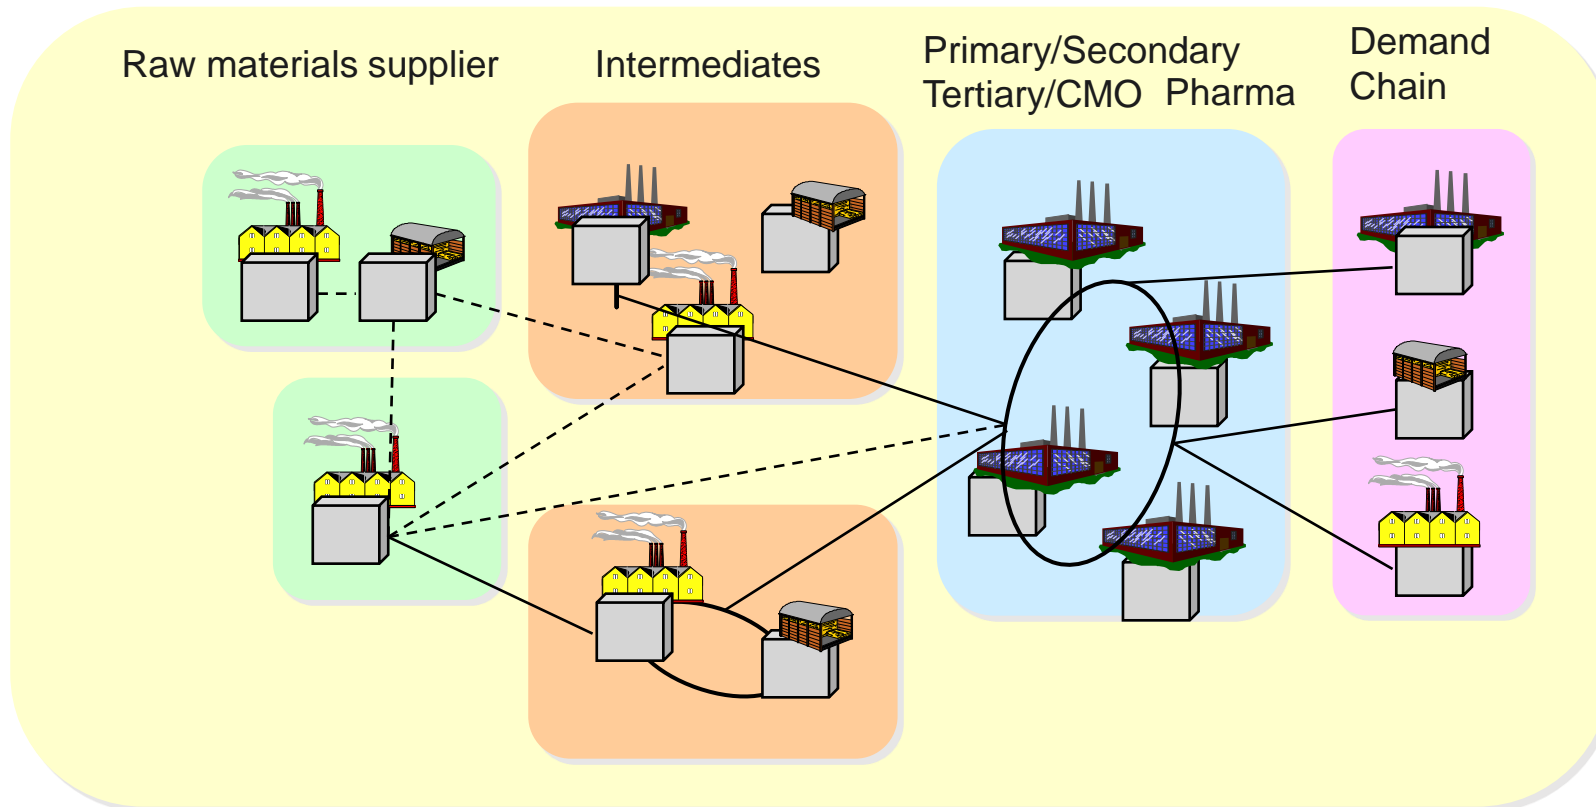 Raw materials supplier
Intermediates
Primary/Secondary
Tertiary/CMO Pharma
Demand
Chain